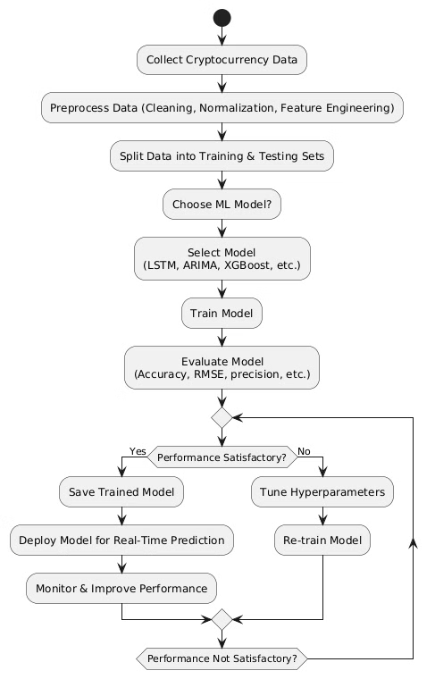 Collect Cryptocurrency Data
Preprocess Data (Cleaning, Normalization, Feature Engineering)
Split Data into Training & Testing Sets
Choose ML Model?
Select Model
(LSTM, ARIMA, XGBoost, etc.)
Train Model
Evaluate Model
(Accuracy, RMSE, precision, etc.)
Yes
Performance Satisfactory?
No
Save Trained Model
Tune Hyperparameters
Deploy Model for Real-Time Prediction
Re-train Model
Monitor & Improve Performance
Performance Not Satisfactory?